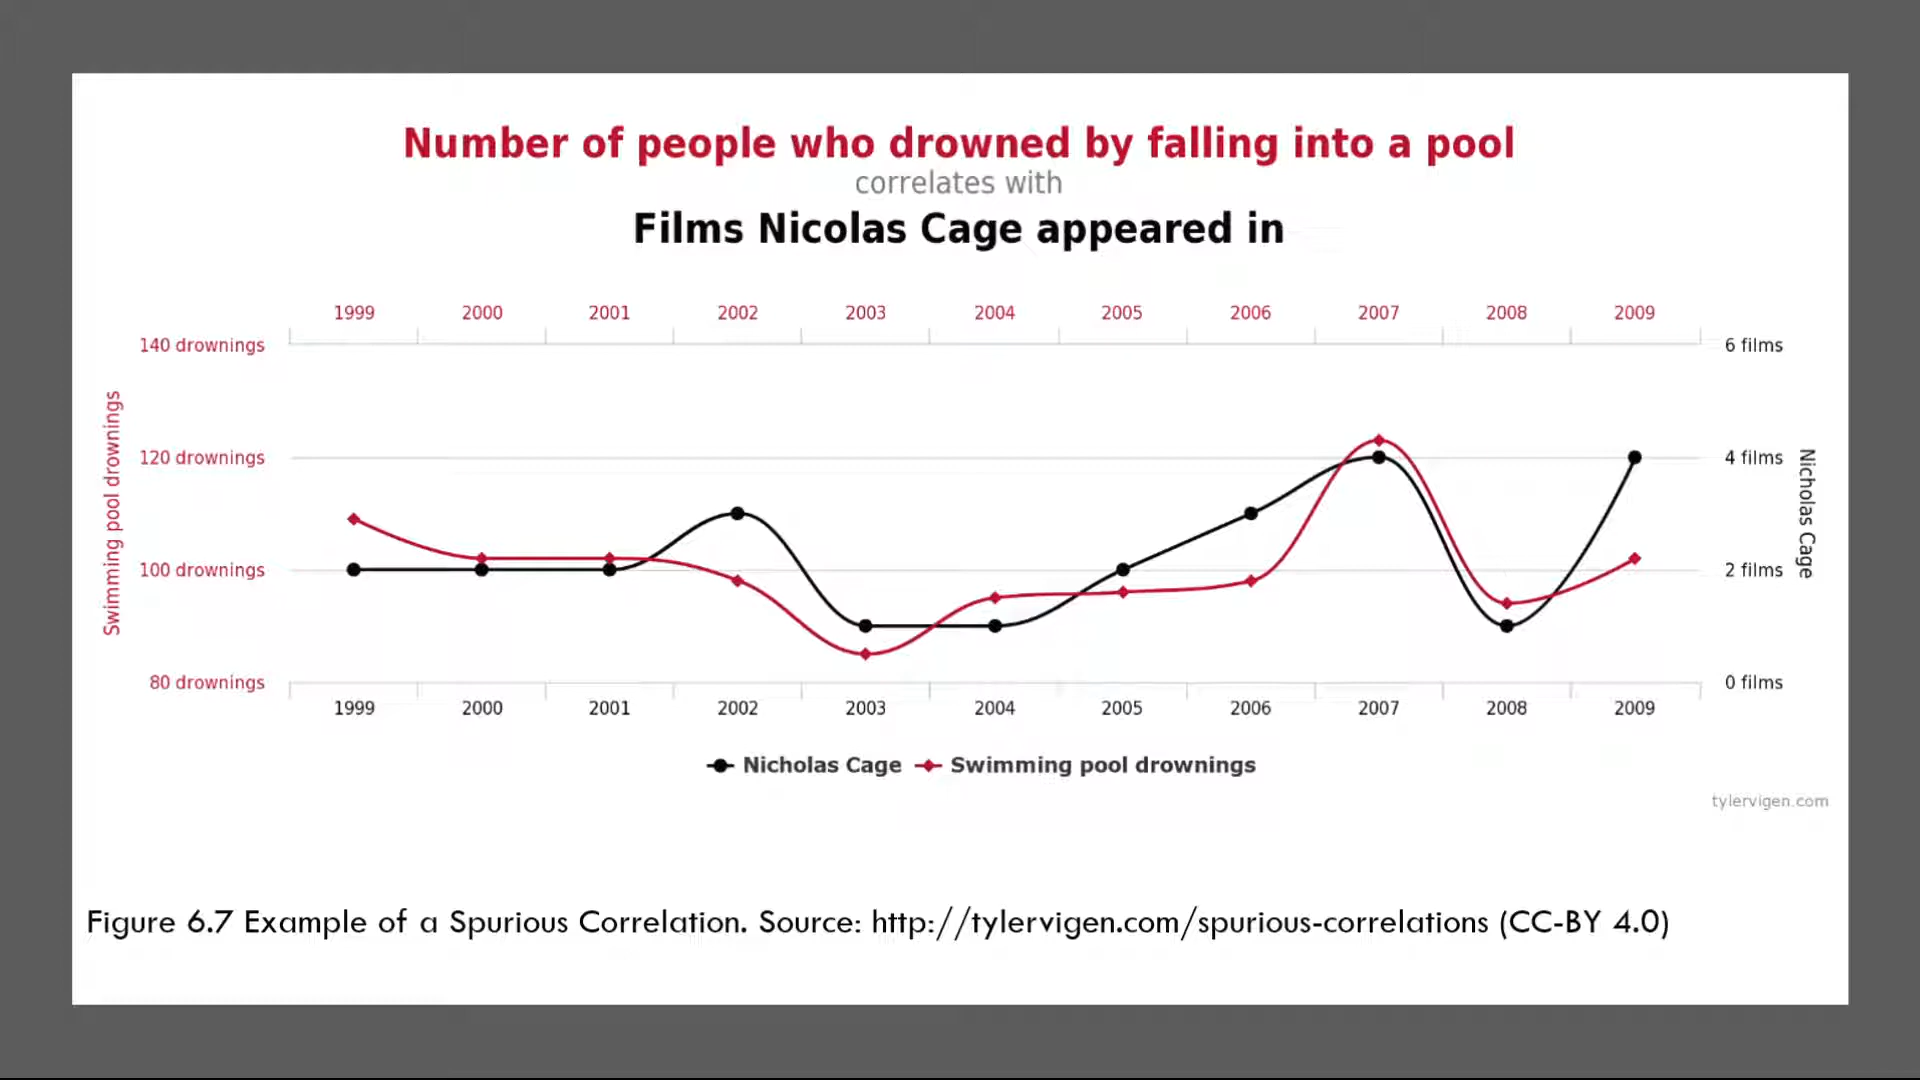 Number of people who drowned by falling into a pool
correlates with
Films Nicolas Cage appeared in
1999 2000 2001 2002 2003 2004 2005 2006 2007 2008 2009
140 drownings 6 films
120 drownings 4 films
100 drownings 2 films
80 drownings 0 films
Swimming pool drownings
Nicholas Cage
1999 2000 2001 2002 2003 2004 2005 2006 2007 2008 2009
Nicholas Cage Swimming pool drownings
tylervigen.com
Figure 6.7 Example of a Spurious Correlation. Source: http://tylervigen.com/spurious-correlations (CC-BY 4.0)